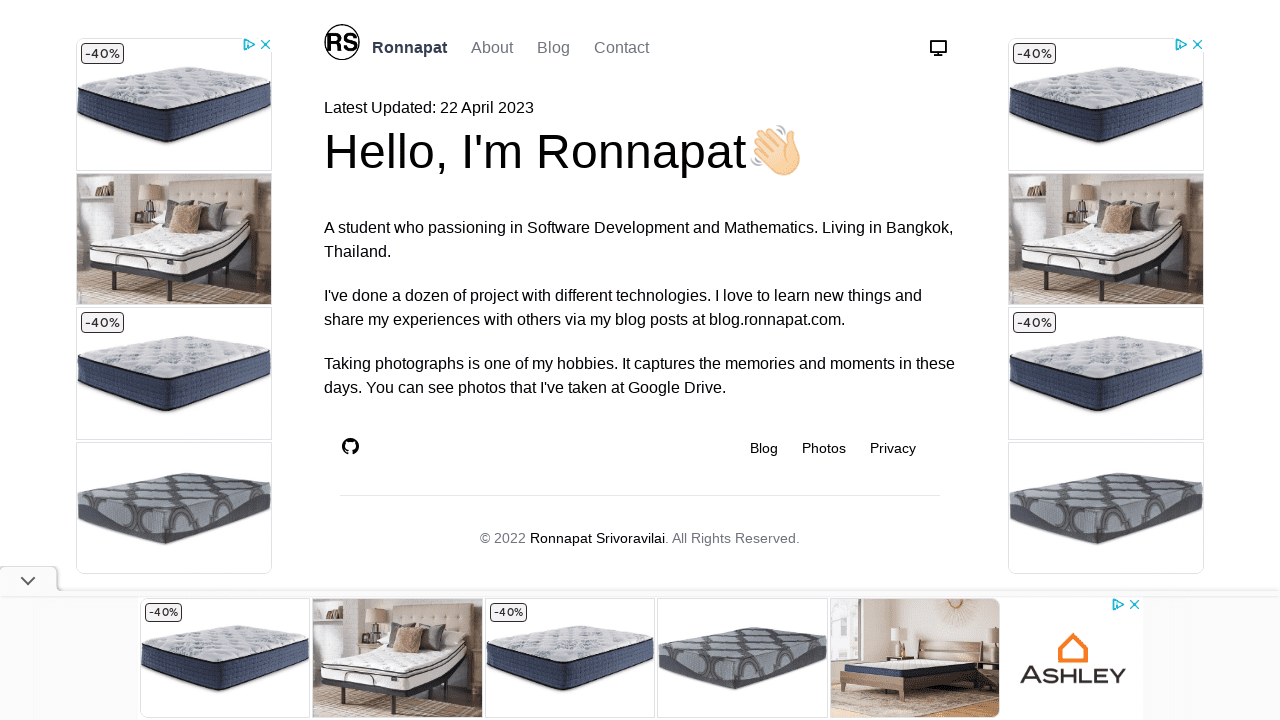 RS
Ronnapat About Blog Contact
Latest Updated: 22 April 2023
Hello, I'm Ronnapat
A student who passioning in Software Development and Mathematics. Living in Bangkok,
Thailand.
I've done a dozen of project with different technologies. I love to learn new things and
share my experiences with others via my blog posts at blog.ronnapat.com.
Taking photographs is one of my hobbies. It captures the memories and moments in these
days. You can see photos that I've taken at Google Drive.
Blog Photos Privacy
© 2022 Ronnapat Srivoravilai. All Rights Reserved.
-40%
-40%
-40%
-40%
-40%
-40%
ASHLEY